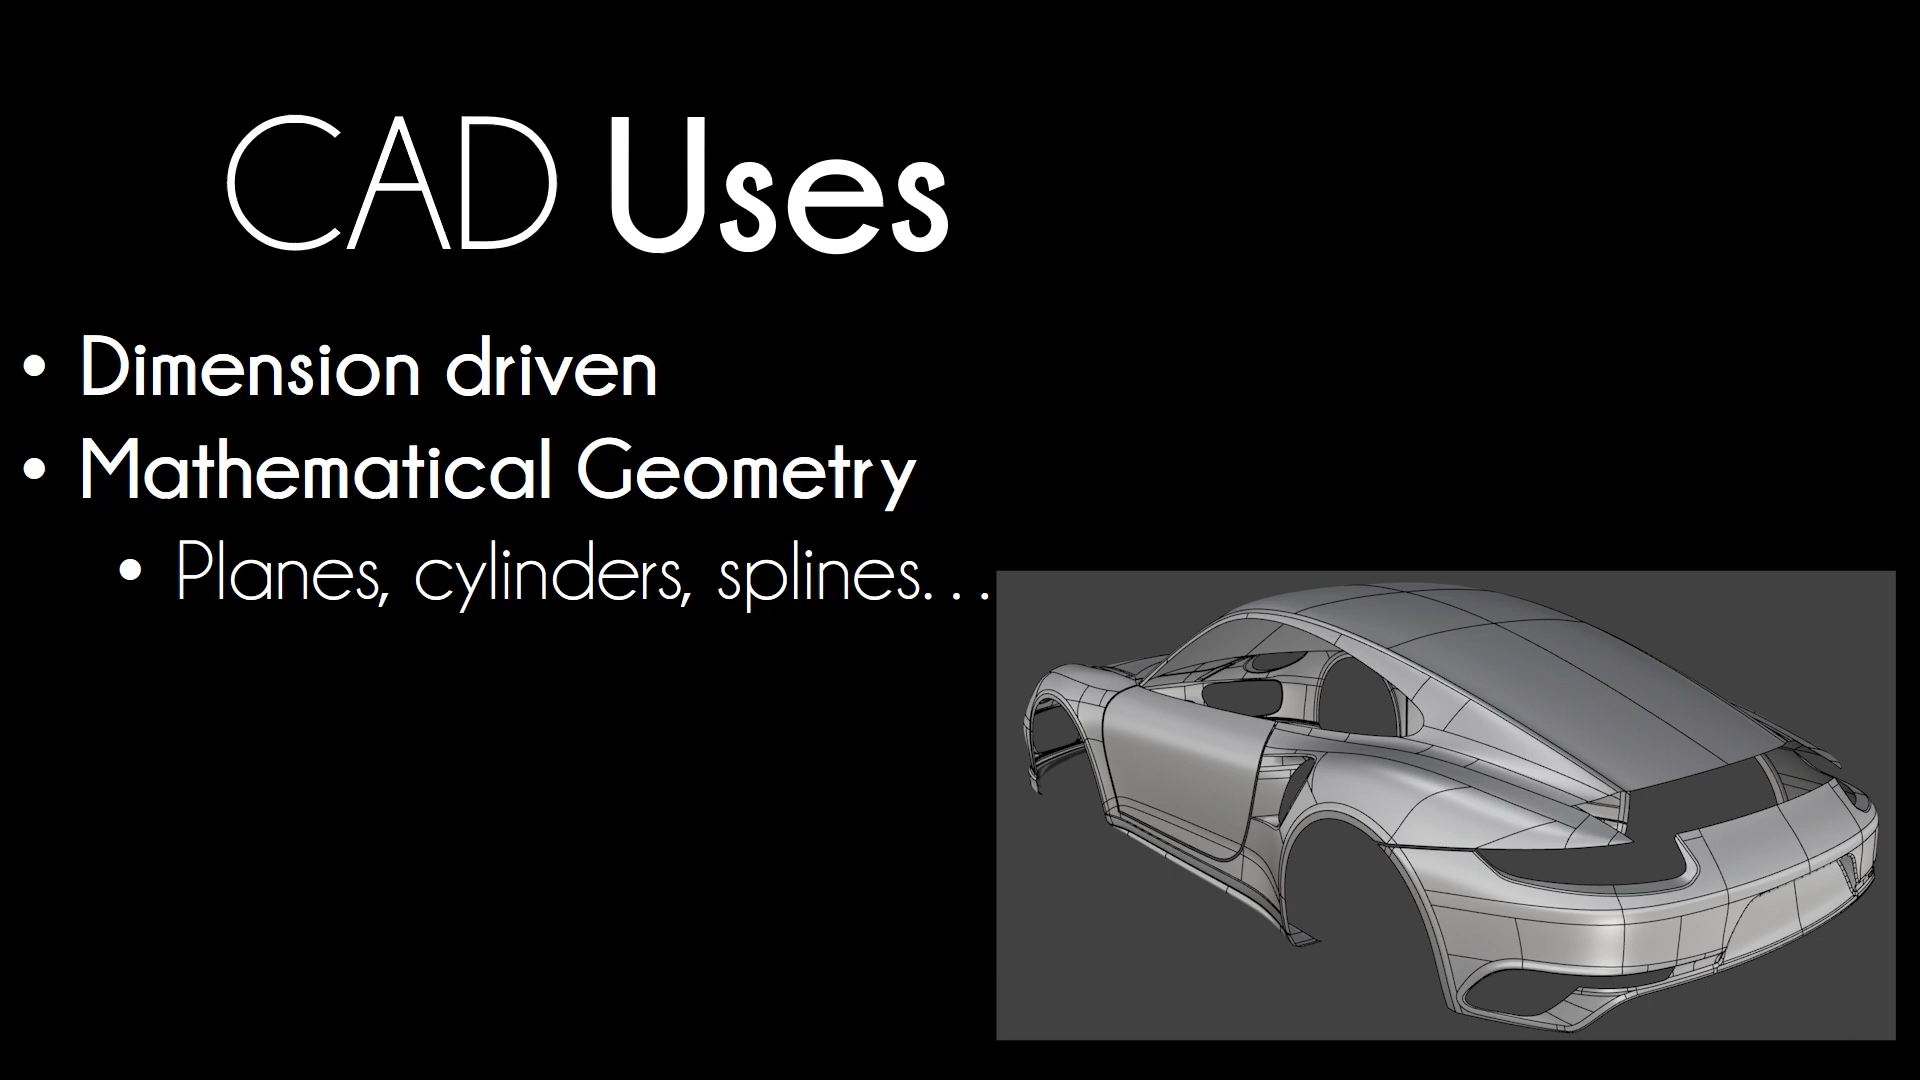 CAD Uses
• Dimension driven
• Mathematical Geometry
• Planes, cylinders, splines…